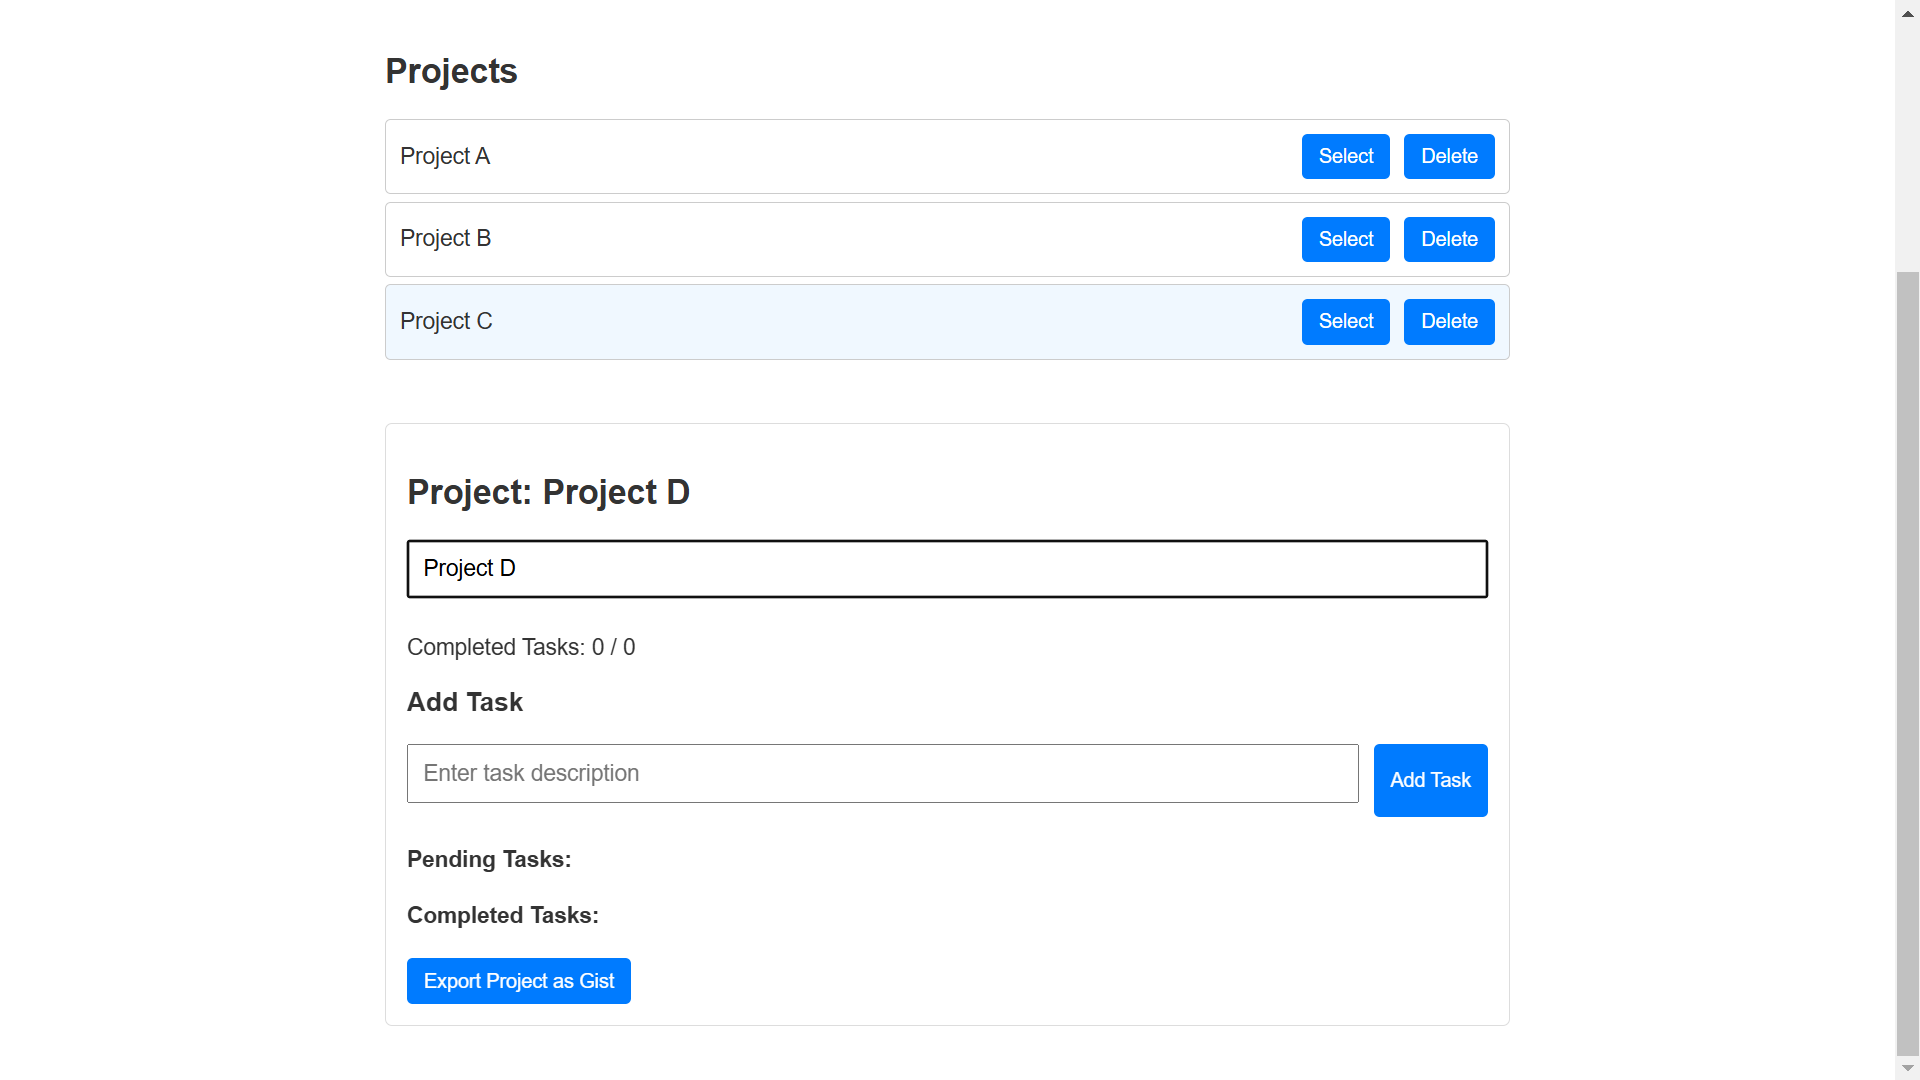 Projects
Project A Select Delete
Project B Select Delete
Project C Select Delete
Project: Project D
Project D
Completed Tasks: 0 / 0
Add Task
Enter task description Add Task
Pending Tasks:
Completed Tasks:
Export Project as Gist